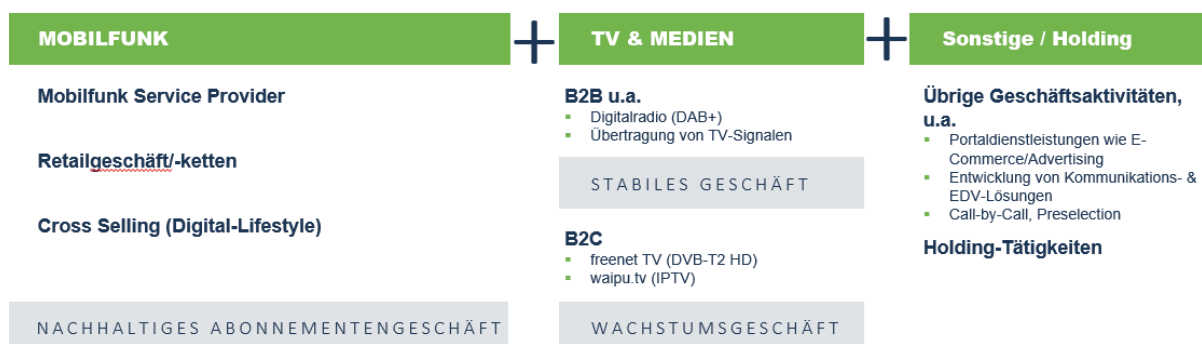 MOBILFUNK
Mobilfunk Service Provider
Retailgeschäft/-ketten
Cross Selling (Digital-Lifestyle)
NACHHALTIGES ABONNEMENTENGESCHÄFT
+
TV & MEDIEN
B2B u.a.
Digitalradio (DAB+)
Übertragung von TV-Signalen
STABILES GESCHÄFT
B2C
freenet TV (DVB-T2 HD)
waipu.tv (IPTV)
WACHSTUMSGESCHÄFT
+
Sonstige / Holding
Übrige Geschäftsaktivitäten,
u.a.
Portaldienstleistungen wie E-
Commerce/Advertising
Entwicklung von Kommunikations- &
EDV-Lösungen
Call-by-Call, Preselection
Holding-Tätigkeiten